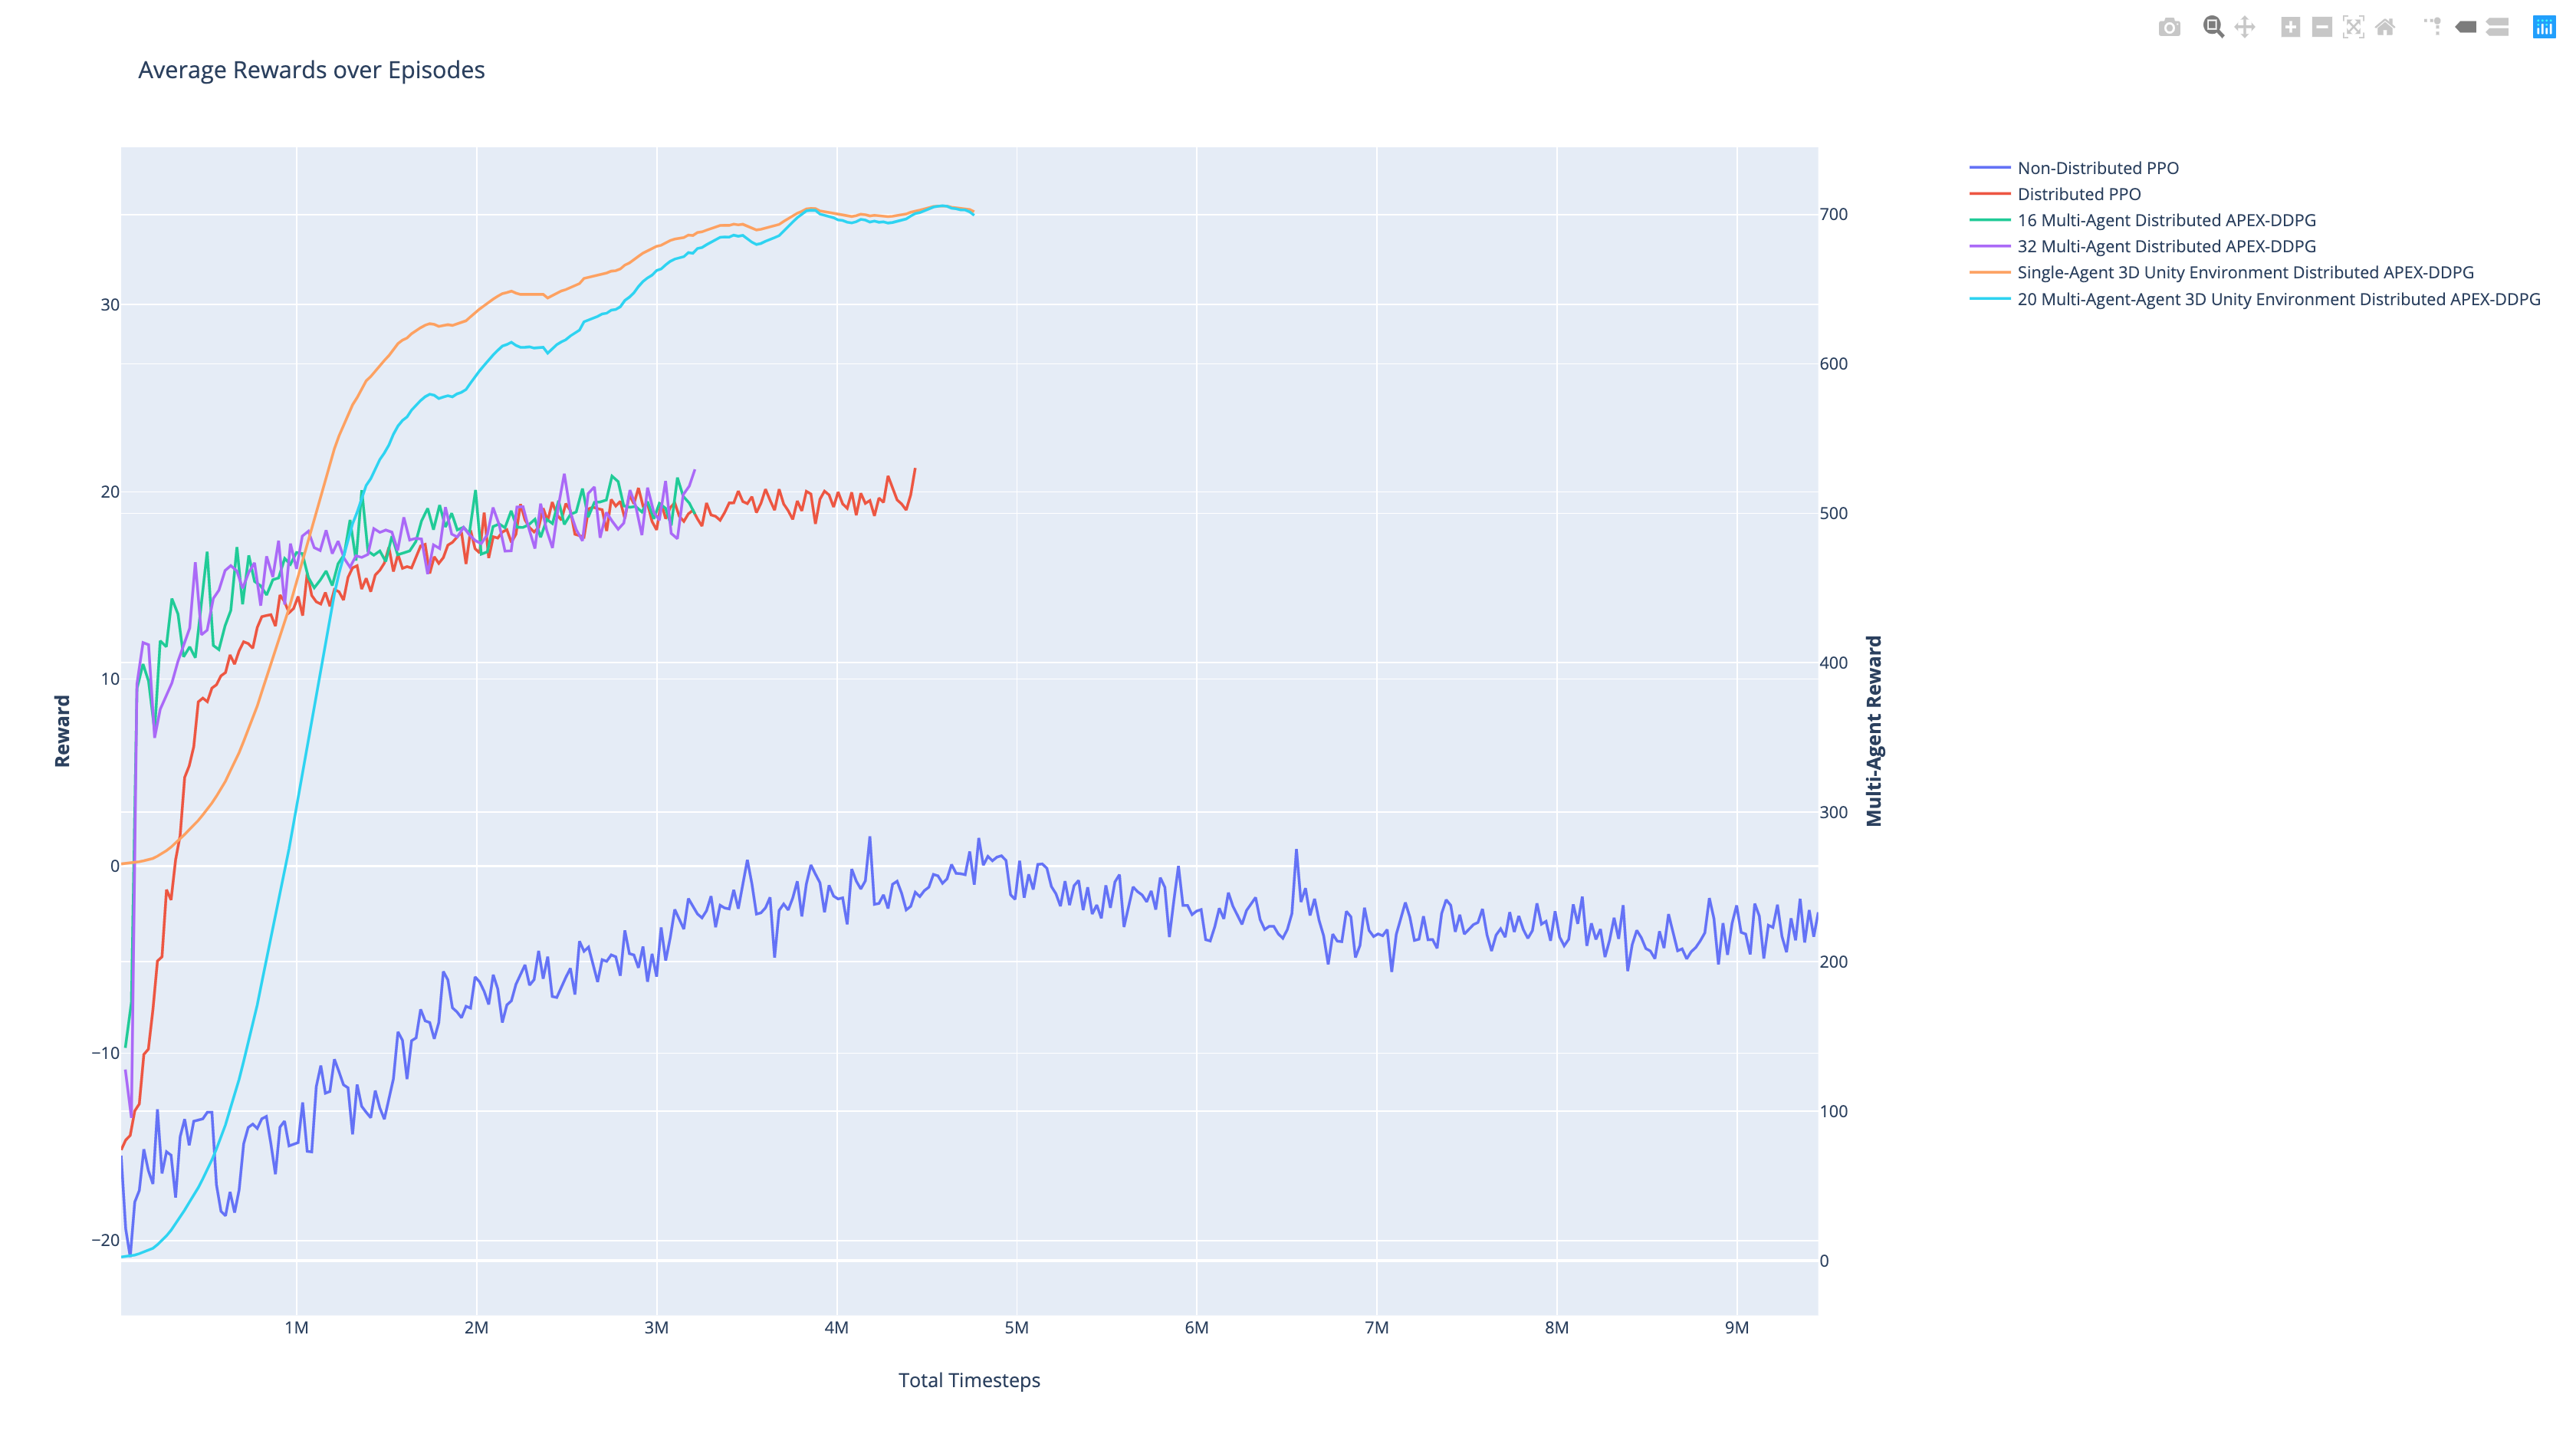 Average Rewards over Episodes
Non-Distributed PPO
Distributed PPO
16 Multi-Agent Distributed APEX-DDPG
32 Multi-Agent Distributed APEX-DDPG
Single-Agent 3D Unity Environment Distributed APEX-DDPG
20 Multi-Agent-Agent 3D Unity Environment Distributed APEX-DDPG
30
20
10
0
−10
−20
Reward
700
600
500
400
300
200
100
0
Multi-Agent Reward
1M
2M
3M
4M
5M
6M
7M
8M
9M
Total Timesteps